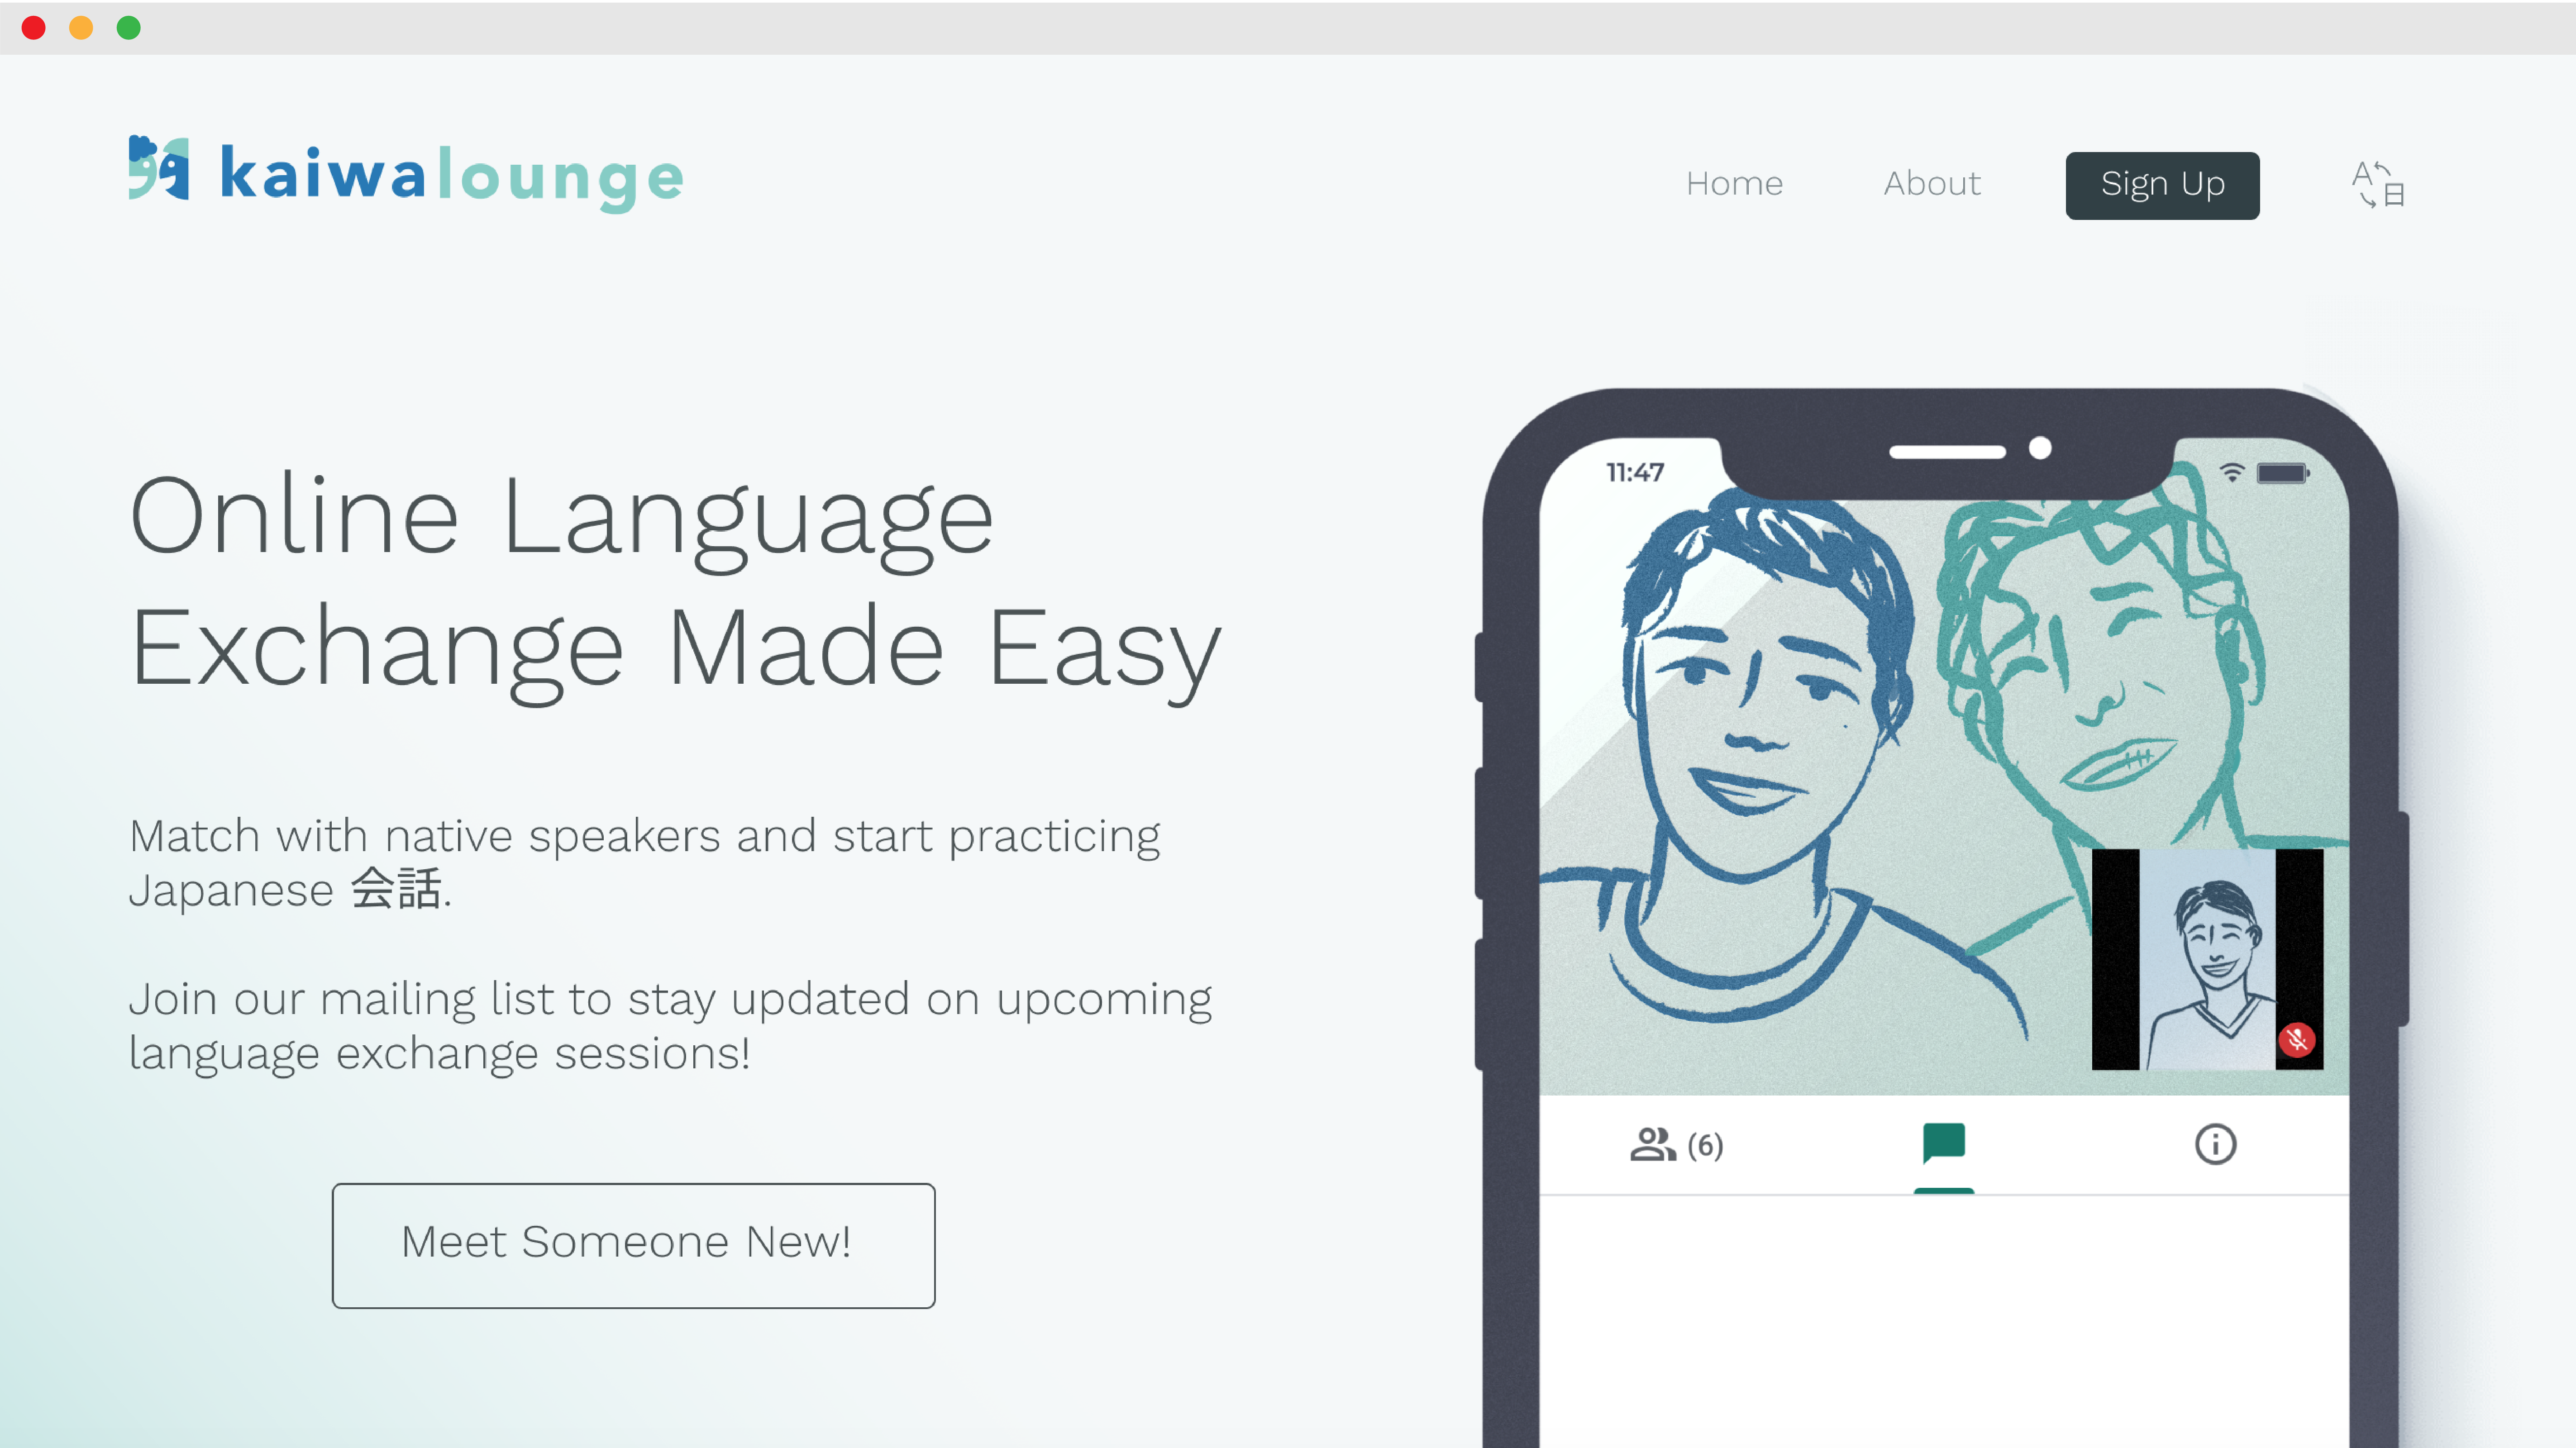 kaiwalounge
Home
About
Sign Up
A
日
Online Language
Exchange Made Easy
Match with native speakers and start practicing
Japanese 会話.
Join our mailing list to stay updated on upcoming
language exchange sessions!
Meet Someone New!
11:47
(6)